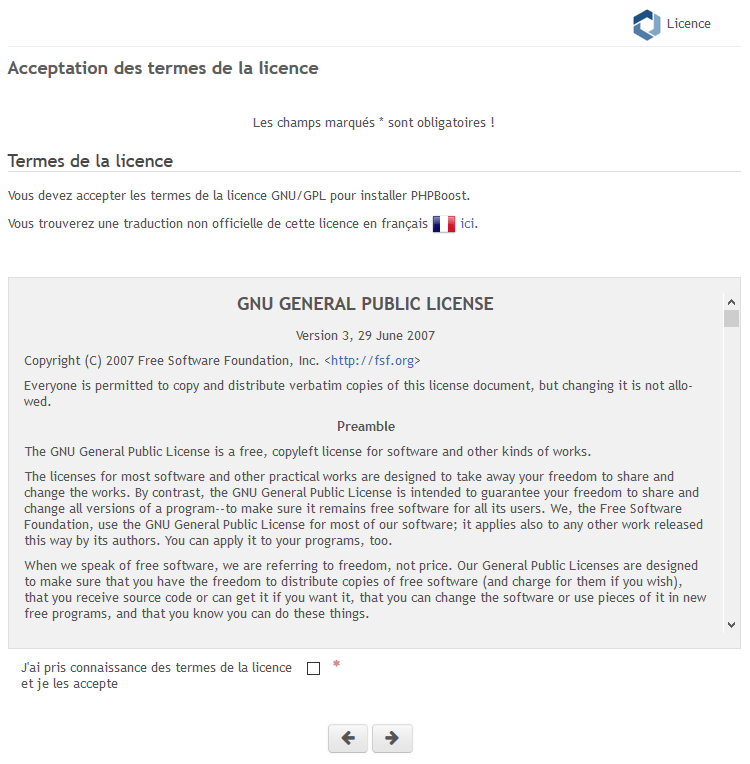 Licence
Acceptation des termes de la licence
Les champs marqués * sont obligatoires !
Termes de la licence
Vous devez accepter les termes de la licence GNU/GPL pour installer PHPBoost.
Vous trouverez une traduction non officielle de cette licence en français ici.
GNU GENERAL PUBLIC LICENSE
Version 3, 29 June 2007
Copyright (C) 2007 Free Software Foundation, Inc. <http://fsf.org>
Everyone is permitted to copy and distribute verbatim copies of this license document, but changing it is not allo-
wed.
Preamble
The GNU General Public License is a free, copyleft license for software and other kinds of works.
The licenses for most software and other practical works are designed to take away your freedom to share and
change the works. By contrast, the GNU General Public License is intended to guarantee your freedom to share and
change all versions of a program--to make sure it remains free software for all its users. We, the Free Software
Foundation, use the GNU General Public License for most of our software; it applies also to any other work released
this way by its authors. You can apply it to your programs, too.
When we speak of free software, we are referring to freedom, not price. Our General Public Licenses are designed
to make sure that you have the freedom to distribute copies of free software (and charge for them if you wish),
that you receive source code or can get it if you want it, that you can change the software or use pieces of it in new
free programs, and that you know you can do these things.
J'ai pris connaissance des termes de la licence *
et je les accepte